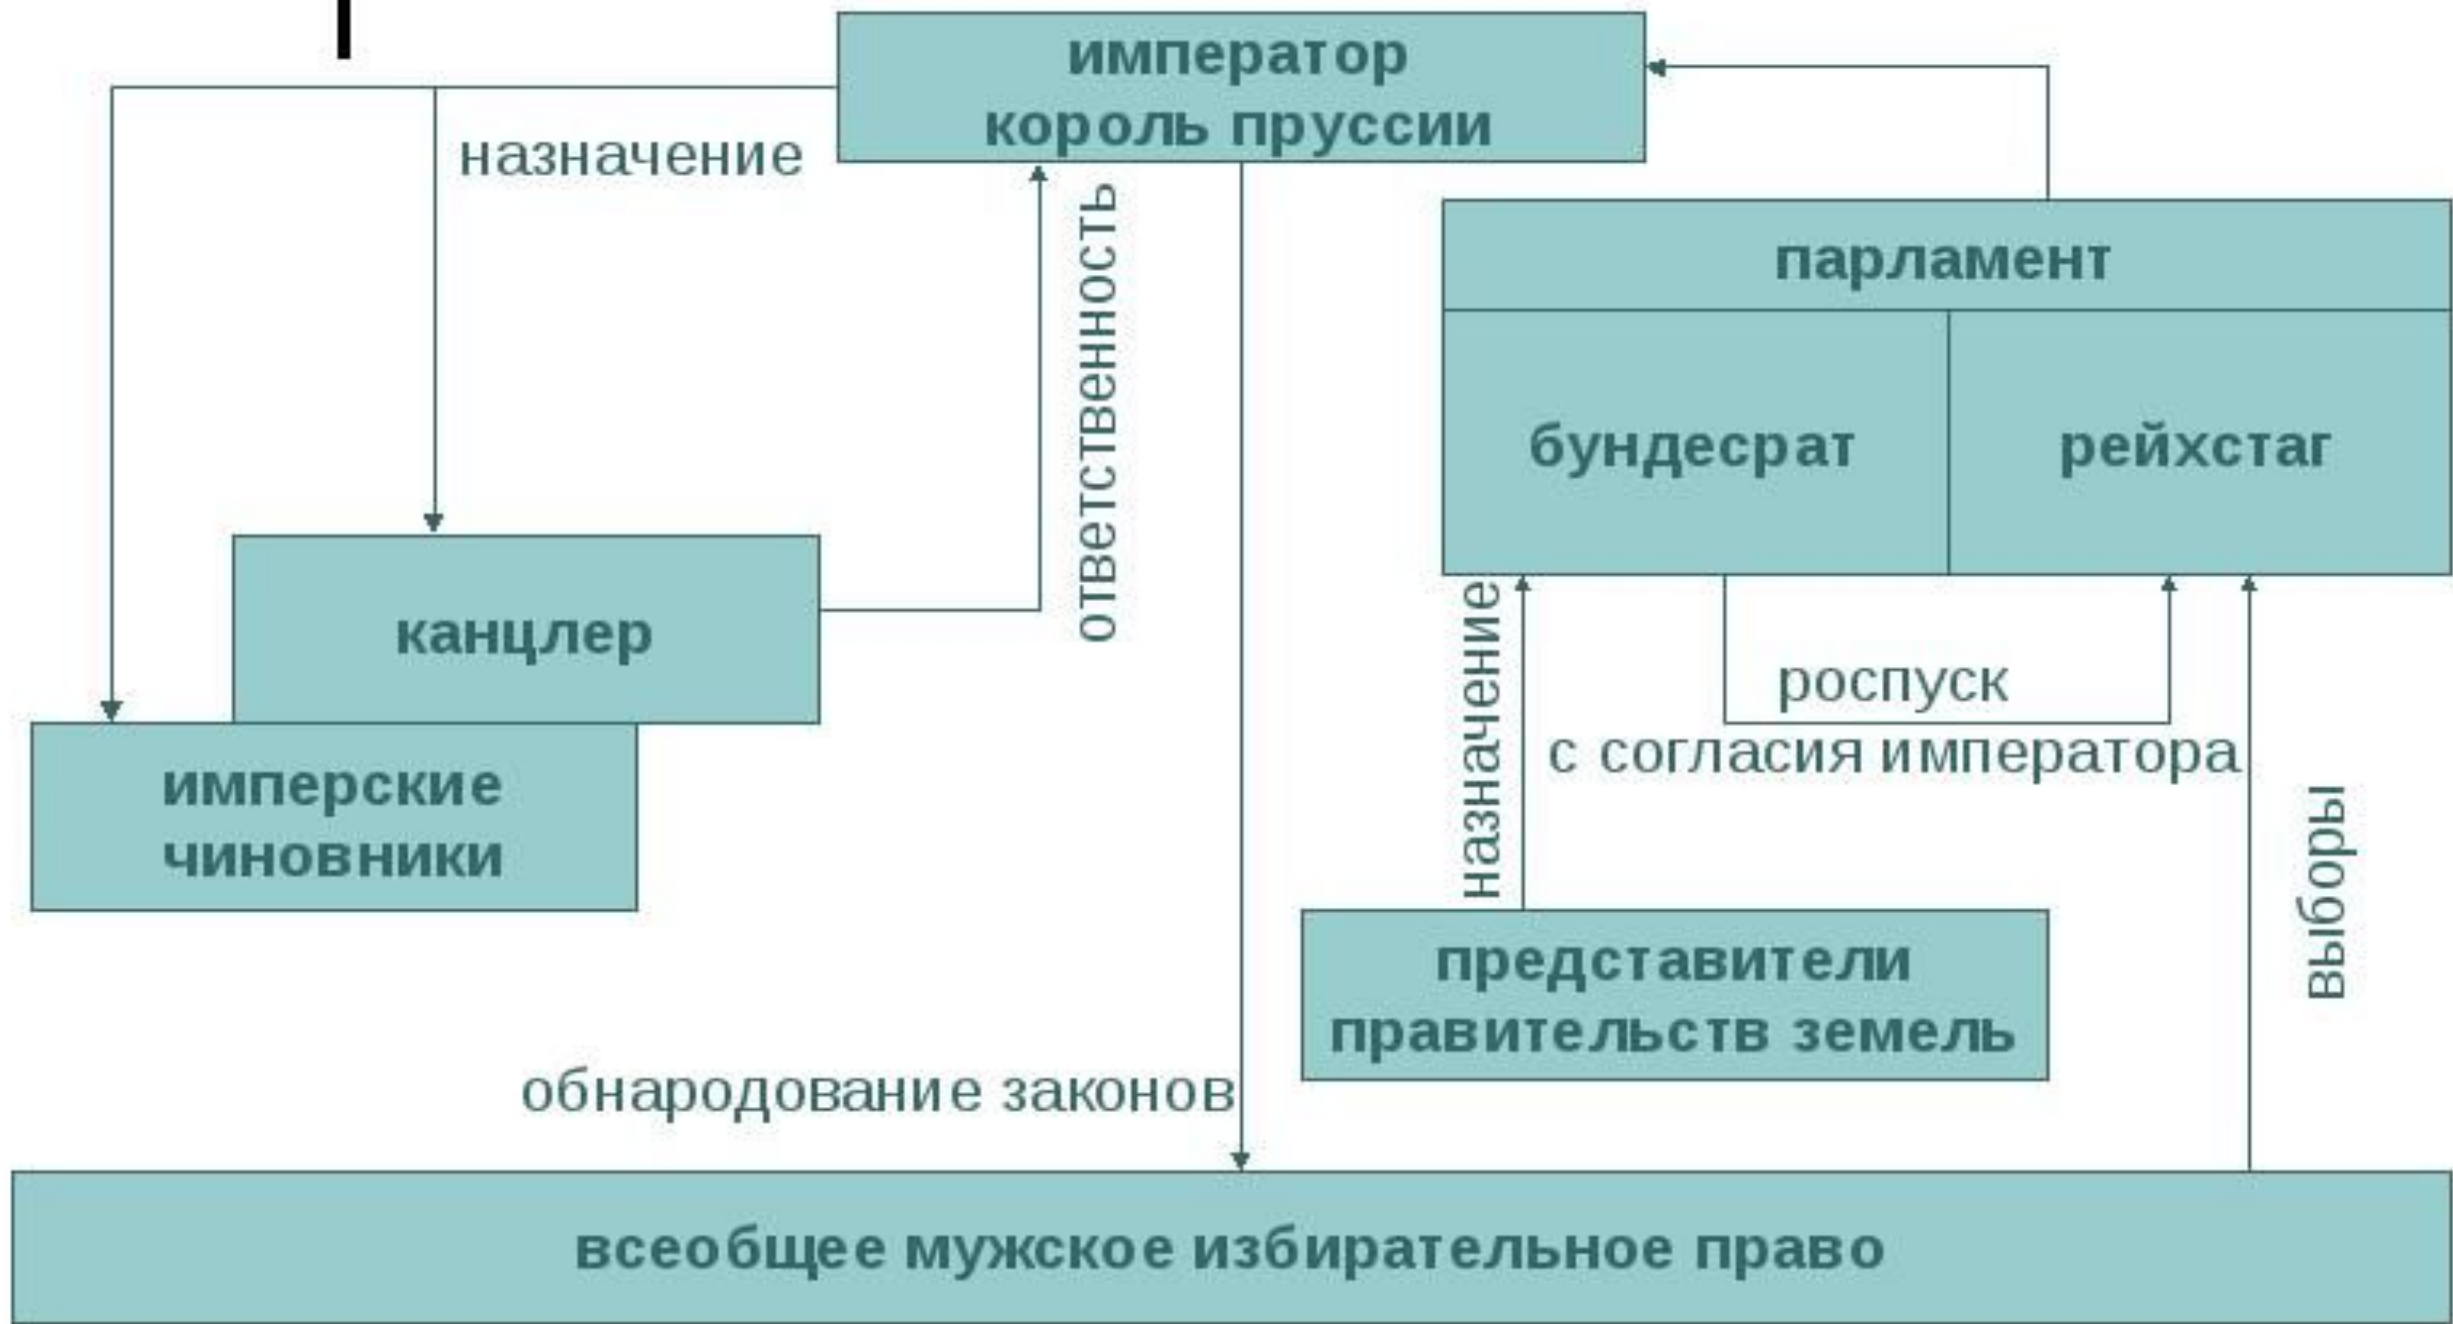 император
король пруссии
назначение
ответственность
парламент
бундесрат
рейхстаг
канцлер
назначение
роспуск
с согласия императора
имперские
чиновники
выборы
представители
правительств земель
обнародование законов
всеобщее мужское избирательное право